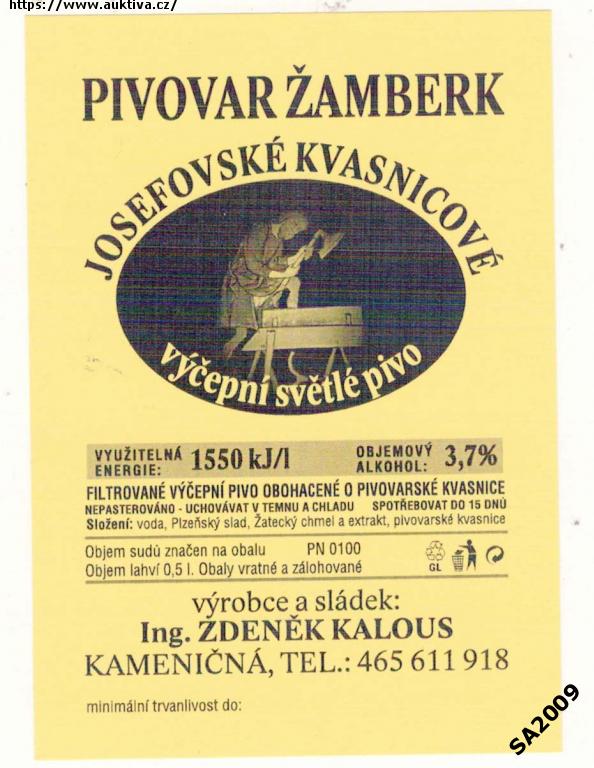 https://www.auktiva.cz/
PIVOVAR ŽAMBERK
JOSEFOVSKÉ KVASNICOVÉ
výčepní světlé pivo
VYUŽITELNÁ ENERGIE: 1550 kJ/l OBJEMOVÝ ALKOHOL: 3,7%
FILTROVANÉ VÝČEPNÍ PIVO OBOHACENÉ O PIVOVARSKÉ KVASNICE
NEPASTEROVÁNO - UCHOVÁVAT V TEMNU A CHLADU SPOTŘEBOVAT DO 15 DNŮ
Složení: voda, Plzeňský slad, Žatecký chmel a extrakt, pivovarské kvasnice
Objem sudů značen na obalu PN 0100
Objem lahví 0,5 l. Obaly vratné a zálohované
GL
výrobce a sládek:
Ing. ZDENĚK KALOUS
KAMENIČNÁ, TEL.: 465 611 918
minimální trvanlivost do:
SA2009